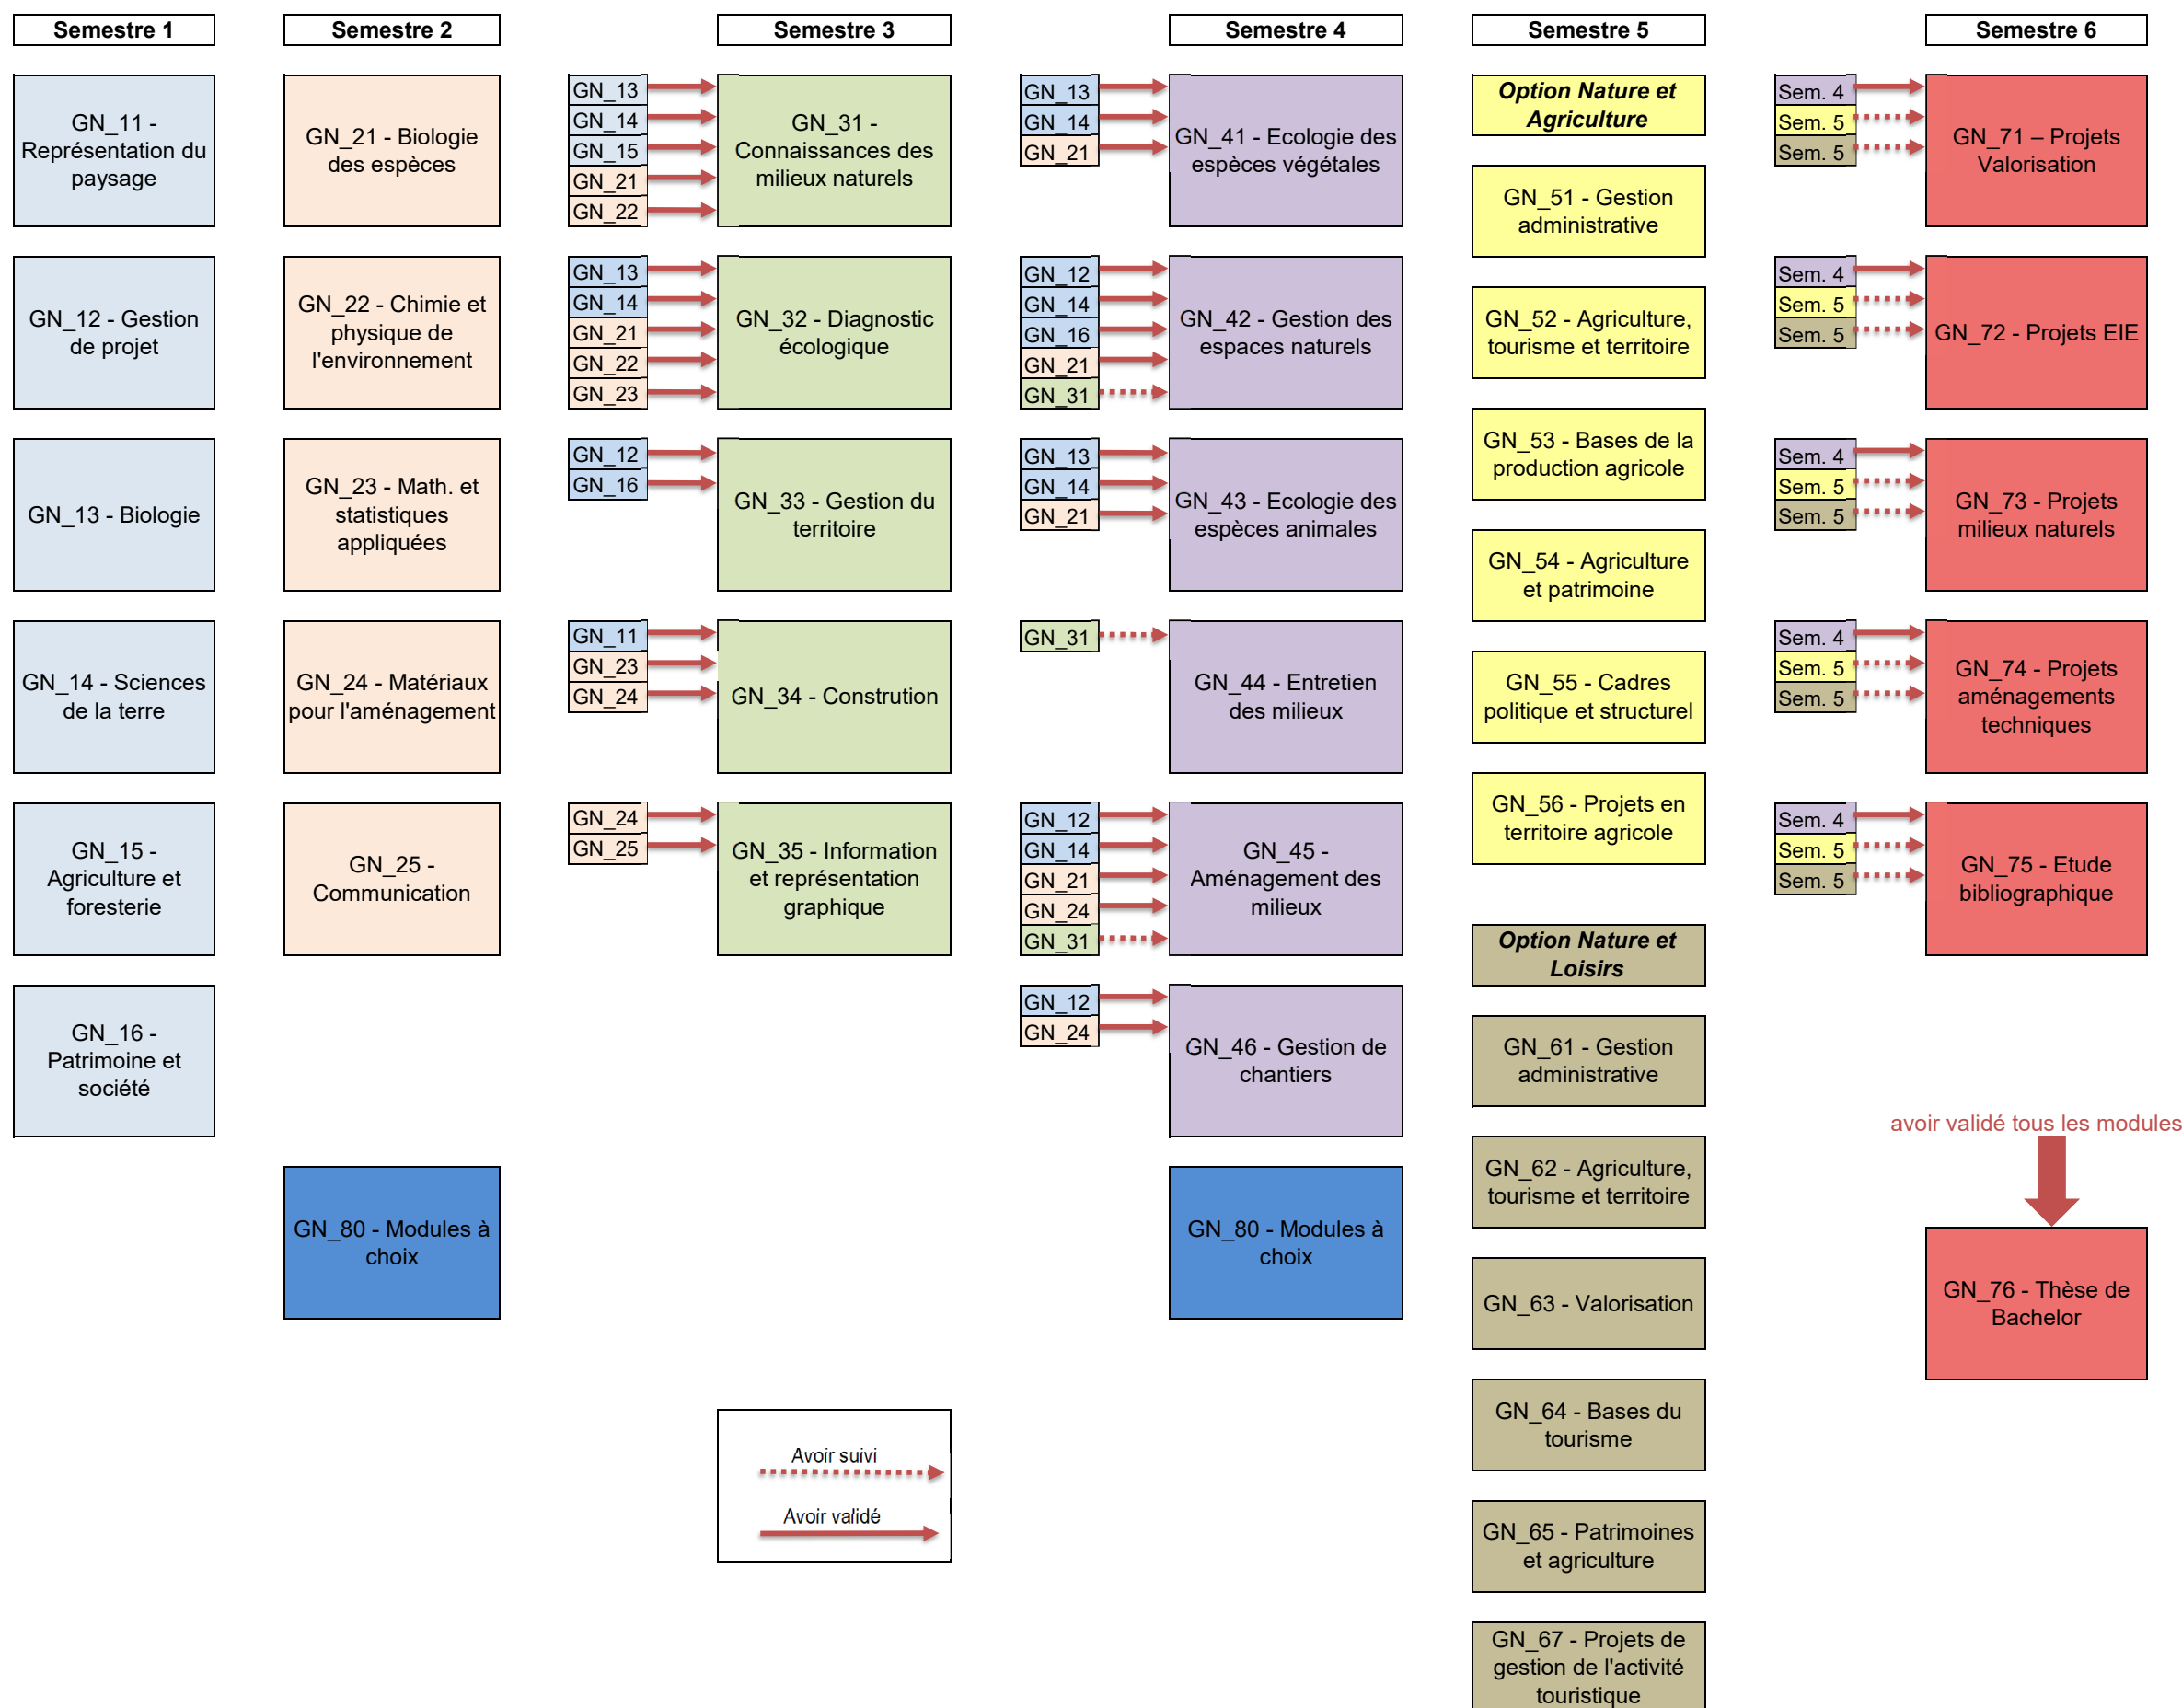 Semestre 1
Semestre 2
Semestre 3
Semestre 4
Semestre 5
Semestre 6
GN_11 -
Représentation du
paysage
GN_12 - Gestion
de projet
GN_13 - Biologie
GN_14 - Sciences
de la terre
GN_15 -
Agriculture et
foresterie
GN_16 -
Patrimoine et
société
GN_21 - Biologie
des espèces
GN_22 - Chimie et
physique de
l'environnement
GN_23 - Math. et
statistiques
appliquées
GN_24 - Matériaux
pour l'aménagement
GN_25 -
Communication
GN_80 - Modules à
choix
GN_13
GN_14
GN_15
GN_21
GN_22
GN_31 -
Connaissances des
milieux naturels
GN_13
GN_14
GN_21
GN_22
GN_23
GN_32 - Diagnostic
écologique
GN_12
GN_16
GN_33 - Gestion du
territoire
GN_11
GN_23
GN_24
GN_34 - Constrution
GN_24
GN_25
GN_35 - Information
et représentation
graphique
Avoir suivi
Avoir validé
GN_13
GN_14
GN_21
GN_41 - Ecologie des
espèces végétales
GN_12
GN_14
GN_16
GN_21
GN_31
GN_42 - Gestion des
espaces naturels
GN_13
GN_14
GN_21
GN_43 - Ecologie des
espèces animales
GN_31
GN_44 - Entretien
des milieux
GN_12
GN_14
GN_21
GN_24
GN_31
GN_45 -
Aménagement des
milieux
GN_12
GN_24
GN_46 - Gestion de
chantiers
GN_80 - Modules à
choix
Option Nature et
Agriculture
GN_51 - Gestion
administrative
GN_52 - Agriculture,
tourisme et territoire
GN_53 - Bases de la
production agricole
GN_54 - Agriculture
et patrimoine
GN_55 - Cadres
politique et structurel
GN_56 - Projets en
territoire agricole
Option Nature et
Loisirs
GN_61 - Gestion
administrative
GN_62 - Agriculture,
tourisme et territoire
GN_63 - Valorisation
GN_64 - Bases du
tourisme
GN_65 - Patrimoines
et agriculture
GN_67 - Projets de
gestion de l'activité
touristique
Sem. 4
Sem. 5
Sem. 5
GN_71 – Projets
Valorisation
Sem. 4
Sem. 5
Sem. 5
GN_72 - Projets EIE
Sem. 4
Sem. 5
Sem. 5
GN_73 - Projets
milieux naturels
Sem. 4
Sem. 5
Sem. 5
GN_74 - Projets
aménagements
techniques
Sem. 4
Sem. 5
Sem. 5
GN_75 - Etude
bibliographique
avoir validé tous les modules
GN_76 - Thèse de
Bachelor